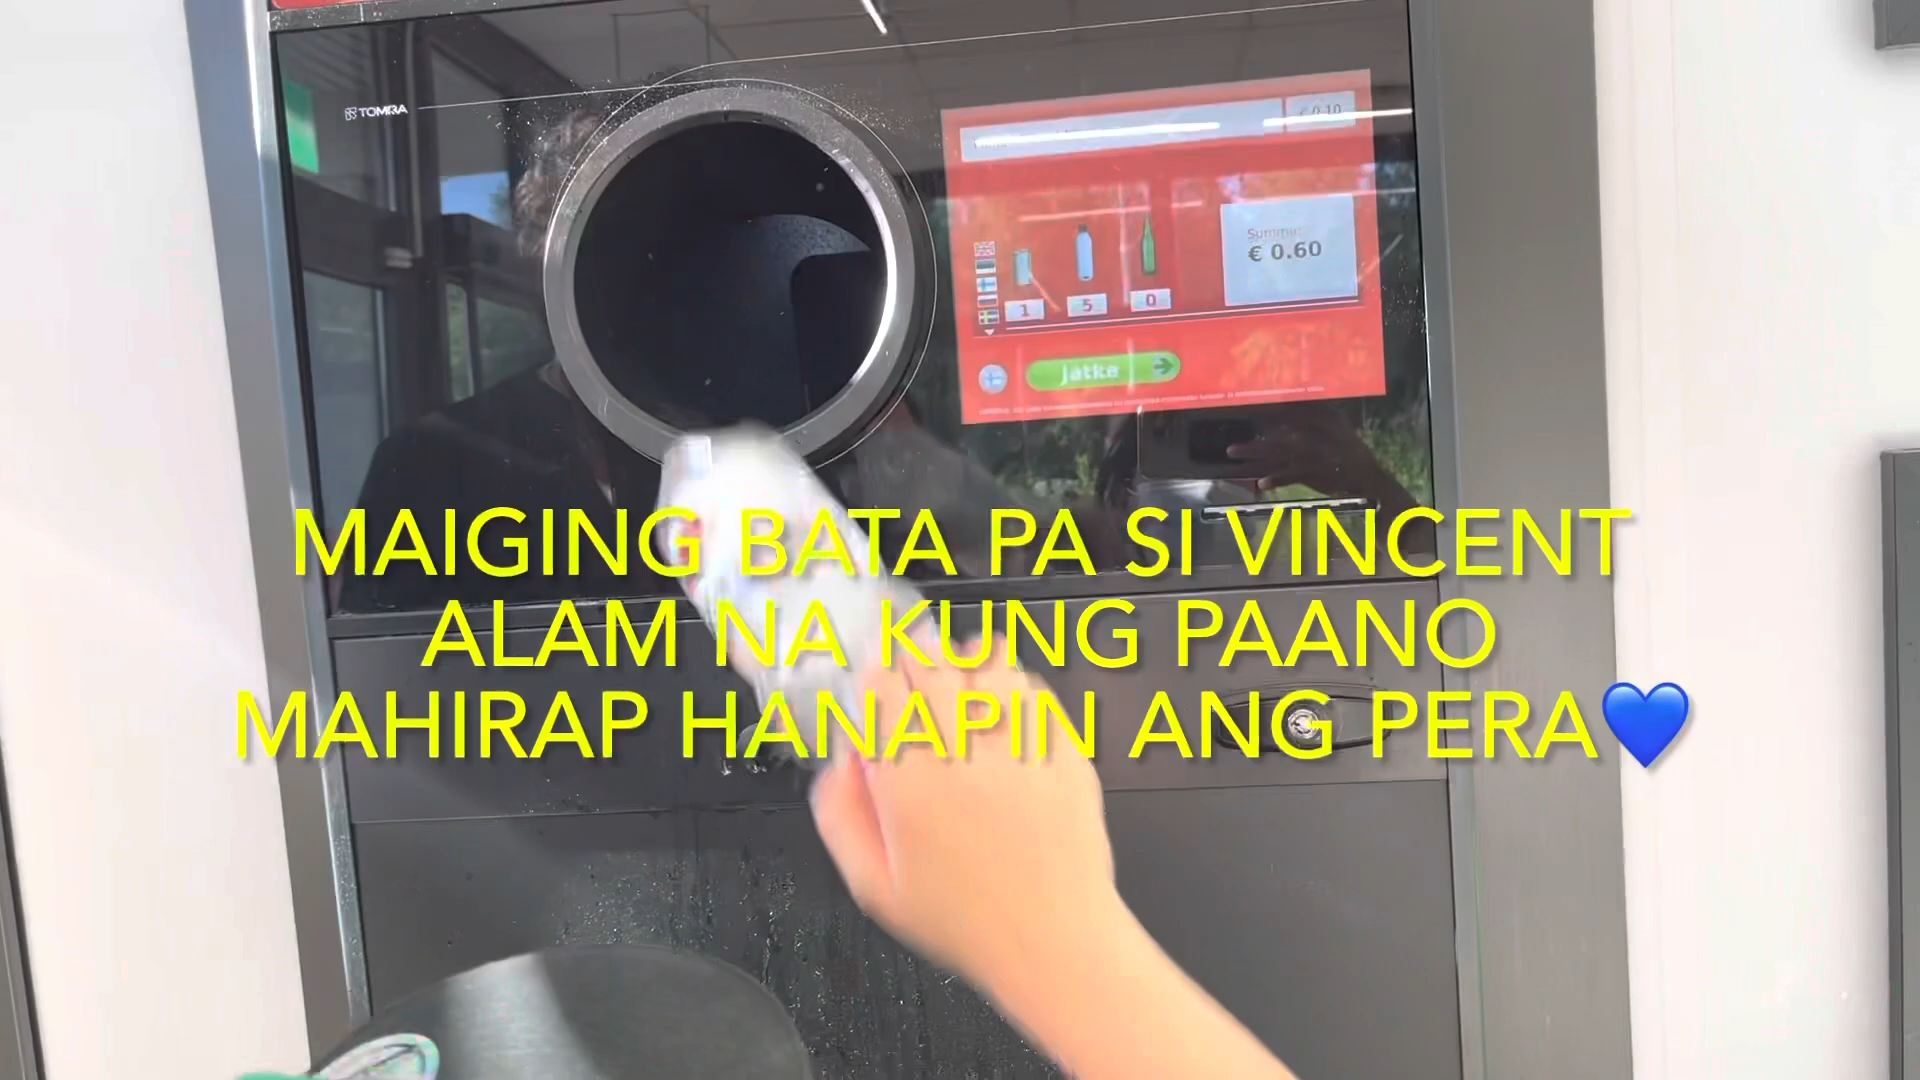 TOMRA
€ 0.10
Summa:
€ 0.60
1
5
0
Jätka
MAIGING BATA PA SI VINCENT
ALAM NA KUNG PAANO
MAHIRAP HANAPIN ANG PERA💙